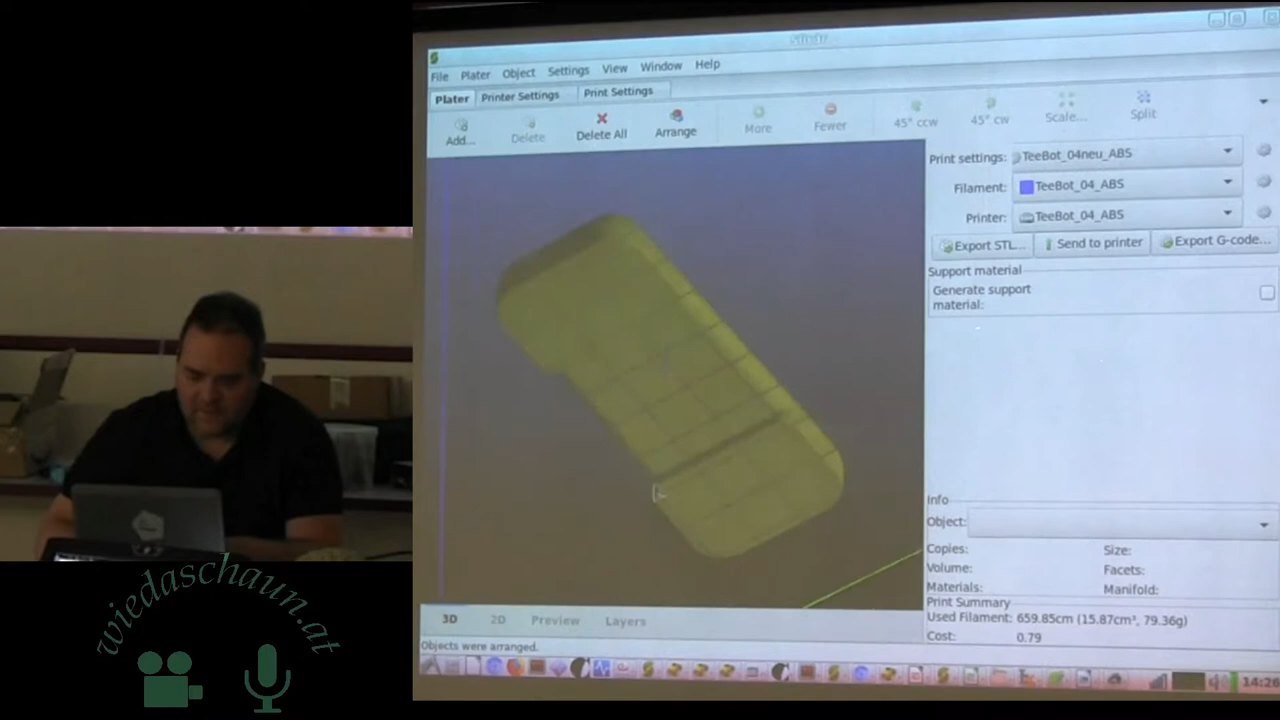 File Plater Object Settings View Window Help
Plater Printer Settings Print Settings
Add... Delete Delete All Arrange More Fewer 45° ccw 45° cw Scale... Split
Print settings: TeeBot_04neu_ABS
Filament: TeeBot_04_ABS
Printer: TeeBot_04_ABS
Export STL... Send to printer Export G-code...
Support material
Generate support
material:
Info
Object:
Copies: Size:
Volume: Facets:
Materials: Manifold:
Print Summary
Used Filament: 659.85cm (15.87cm³, 79.36g)
Cost: 0.79
3D 2D Preview Layers
Objects were arranged.
14:26
wiedaschaun.at